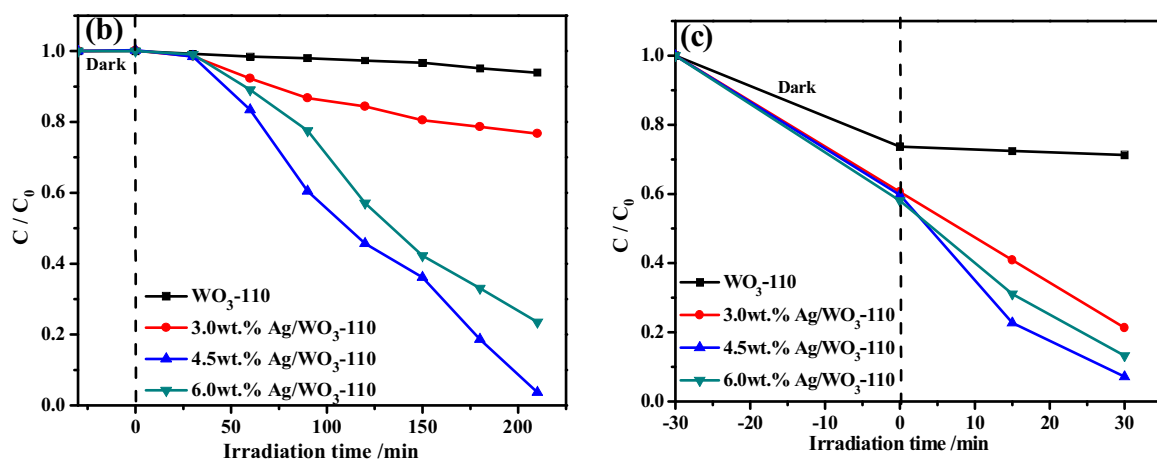 (b)
Dark
C / C₀
1.0
0.8
0.6
0.4
0.2
0.0
WO₃-110
3.0wt.% Ag/WO₃-110
4.5wt.% Ag/WO₃-110
6.0wt.% Ag/WO₃-110
0 50 100 150 200
Irradiation time /min
(c)
Dark
C / C₀
1.0
0.8
0.6
0.4
0.2
0.0
WO₃-110
3.0wt.% Ag/WO₃-110
4.5wt.% Ag/WO₃-110
6.0wt.% Ag/WO₃-110
-30 -20 -10 0 10 20 30
Irradiation time /min